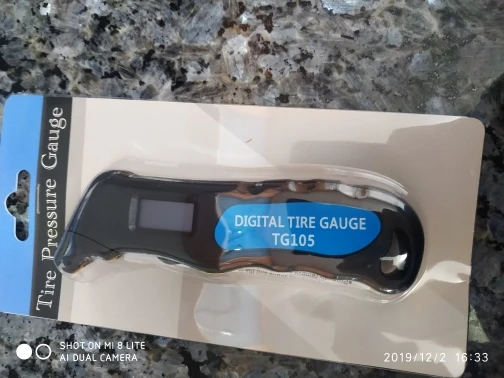 Tire Pressure Gauge
DIGITAL TIRE GAUGE
TG105
SHOT ON MI 8 LITE
AI DUAL CAMERA
2019/12/2 16:33